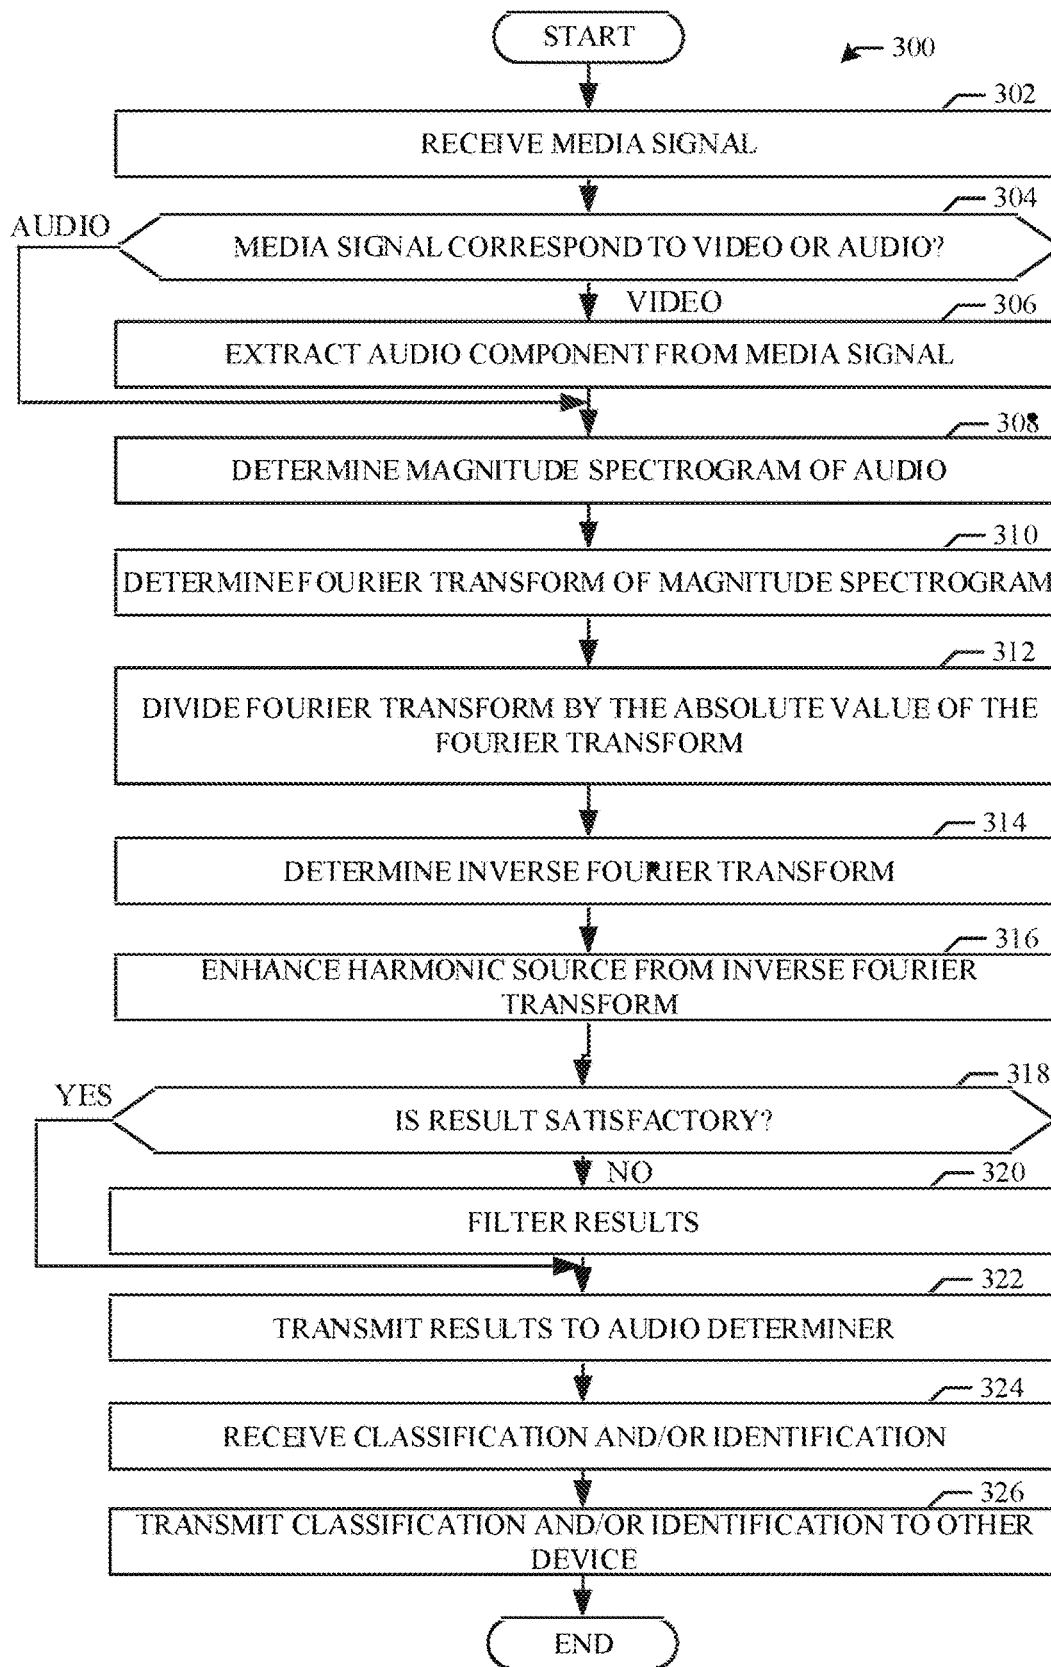 START
300
302
RECEIVE MEDIA SIGNAL
304
AUDIO
MEDIA SIGNAL CORRESPOND TO VIDEO OR AUDIO?
VIDEO
306
EXTRACT AUDIO COMPONENT FROM MEDIA SIGNAL
308
DETERMINE MAGNITUDE SPECTROGRAM OF AUDIO
310
DETERMINE FOURIER TRANSFORM OF MAGNITUDE SPECTROGRAM
312
DIVIDE FOURIER TRANSFORM BY THE ABSOLUTE VALUE OF THE
FOURIER TRANSFORM
314
DETERMINE INVERSE FOURIER TRANSFORM
316
ENHANCE HARMONIC SOURCE FROM INVERSE FOURIER
TRANSFORM
318
YES
IS RESULT SATISFACTORY?
NO
320
FILTER RESULTS
322
TRANSMIT RESULTS TO AUDIO DETERMINER
324
RECEIVE CLASSIFICATION AND/OR IDENTIFICATION
326
TRANSMIT CLASSIFICATION AND/OR IDENTIFICATION TO OTHER
DEVICE
END